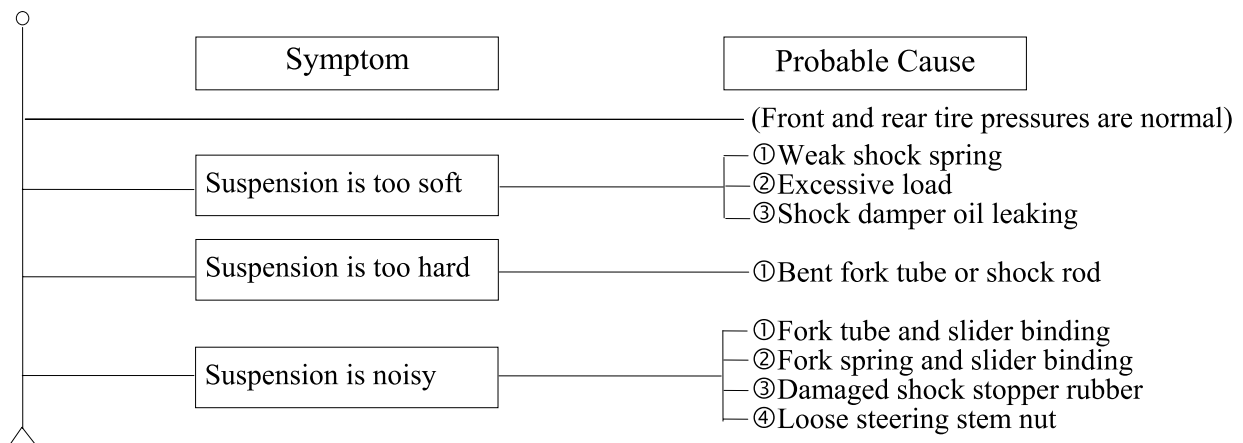 Symptom
Probable Cause
(Front and rear tire pressures are normal)
Suspension is too soft
①Weak shock spring
②Excessive load
③Shock damper oil leaking
Suspension is too hard
①Bent fork tube or shock rod
Suspension is noisy
①Fork tube and slider binding
②Fork spring and slider binding
③Damaged shock stopper rubber
④Loose steering stem nut